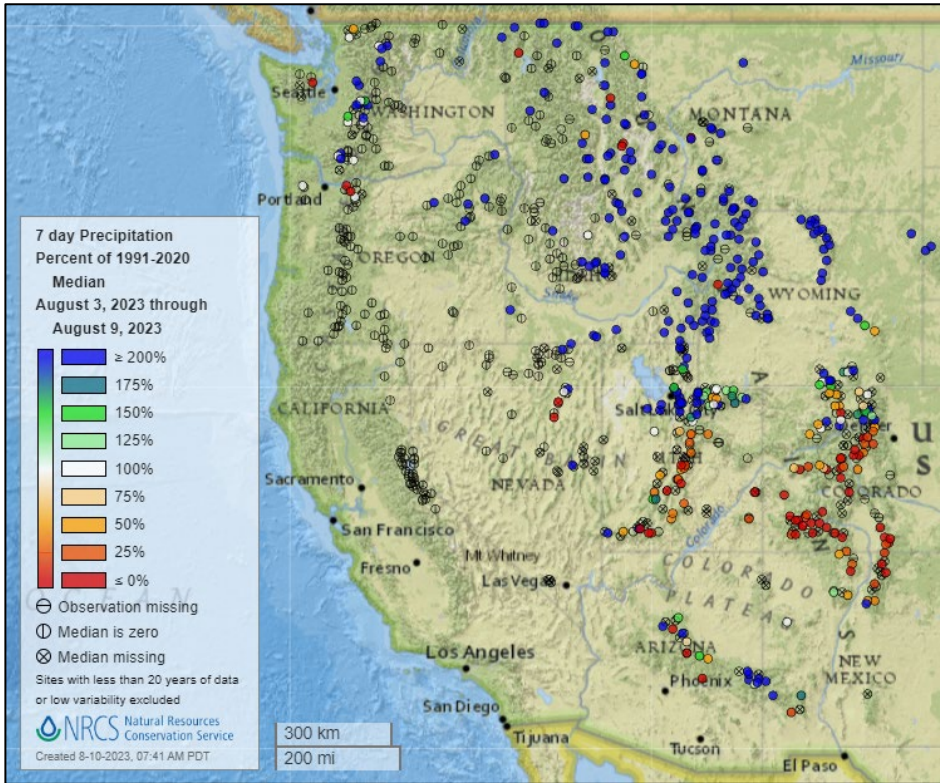 Missouri
Seattle
WASHINGTON
MONTANA
Portland
OREGON
WYOMING
CALIFORNIA
GREAT BASIN
NEVADA
UTAH
COLORADO
Sacramento
San Francisco
Mt Whitney
Fresno
Las Vegas
Colorado
COLORADO
PLATEAU
ARIZONA
Los Angeles
Phoenix
NEW
MEXICO
San Diego
Tijuana
Tucson
El Paso
7 day Precipitation
Percent of 1991-2020
Median
August 3, 2023 through
August 9, 2023
≥ 200%
175%
150%
125%
100%
75%
50%
25%
≤ 0%
Observation missing
Median is zero
Median missing
Sites with less than 20 years of data
or low variability excluded
NRCS Natural Resources
Conservation Service
Created 8-10-2023, 07:41 AM PDT
300 km
200 mi